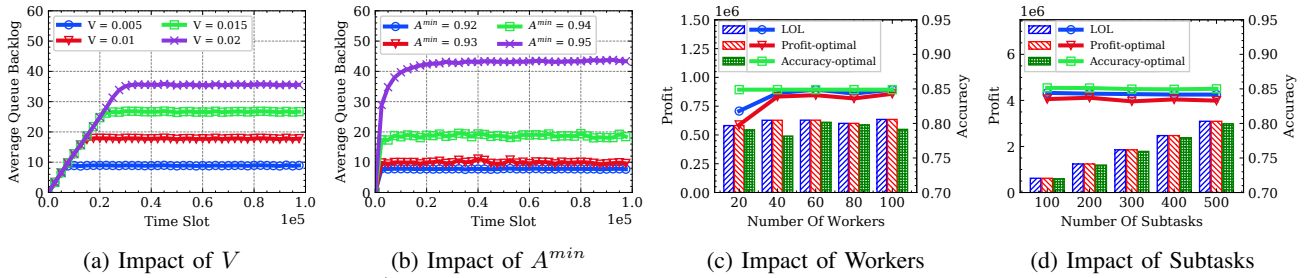 Average Queue Backlog
60
50
40
30
20
10
0
V = 0.005
V = 0.01
V = 0.015
V = 0.02
0.0 0.2 0.4 0.6 0.8 1.0
1e5
Time Slot
(a) Impact of V
Average Queue Backlog
60
50
40
30
20
10
0
A^min = 0.92
A^min = 0.93
A^min = 0.94
A^min = 0.95
0.0 0.2 0.4 0.6 0.8 1.0
1e5
Time Slot
(b) Impact of A^min
1e6
Profit
1.50
1.25
1.00
0.75
0.50
0.25
0.00
LOL
Profit-optimal
Accuracy-optimal
0.95
0.90
0.85
0.80
0.75
0.70
Accuracy
20 40 60 80 100
Number Of Workers
(c) Impact of Workers
1e6
Profit
6
4
2
0
LOL
Profit-optimal
Accuracy-optimal
0.95
0.90
0.85
0.80
0.75
0.70
Accuracy
100 200 300 400 500
Number Of Subtasks
(d) Impact of Subtasks